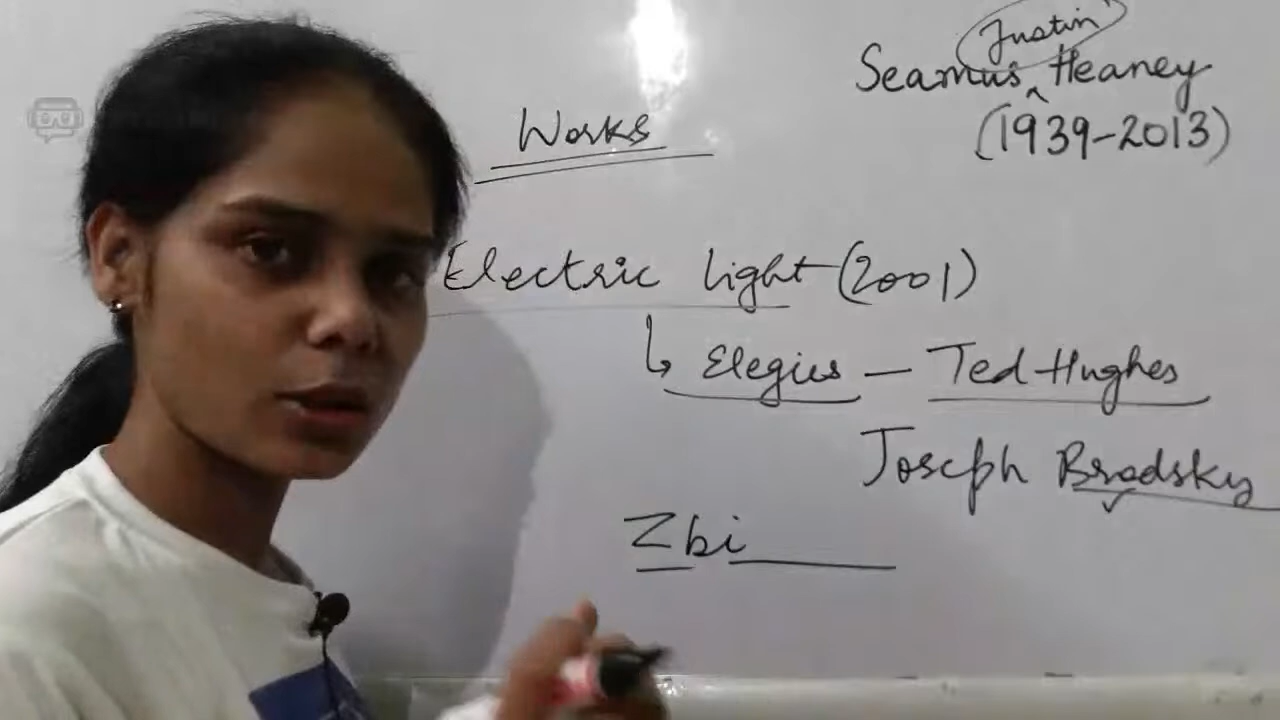 Justin
Seamus ^ Heaney
(1939-2013)
Works
Electric Light (2001)
↳ Elegies - Ted Hughes
Joseph Brodsky
Zbi